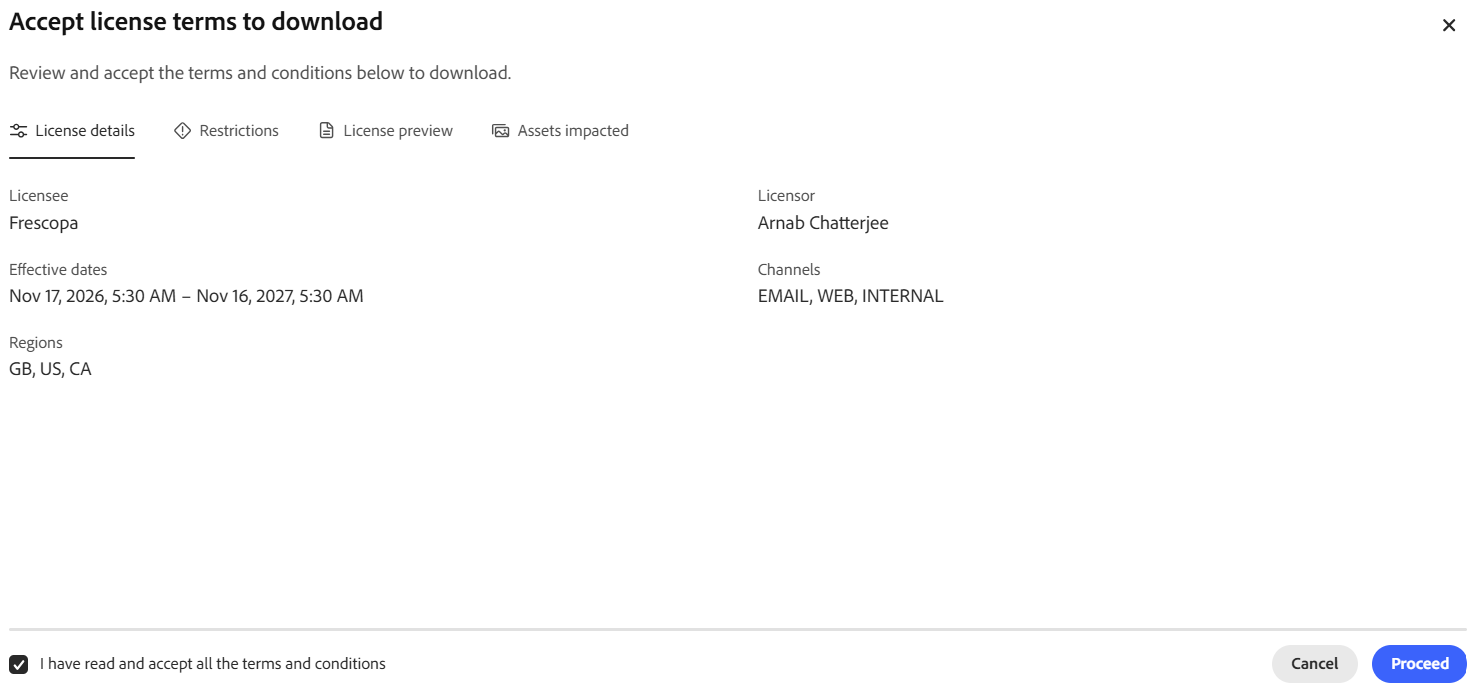 Accept license terms to download
Review and accept the terms and conditions below to download.
License details
Restrictions
License preview
Assets impacted
Licensee
Frescopa
Licensor
Arnab Chatterjee
Effective dates
Nov 17, 2026, 5:30 AM – Nov 16, 2027, 5:30 AM
Channels
EMAIL, WEB, INTERNAL
Regions
GB, US, CA
I have read and accept all the terms and conditions
Cancel
Proceed